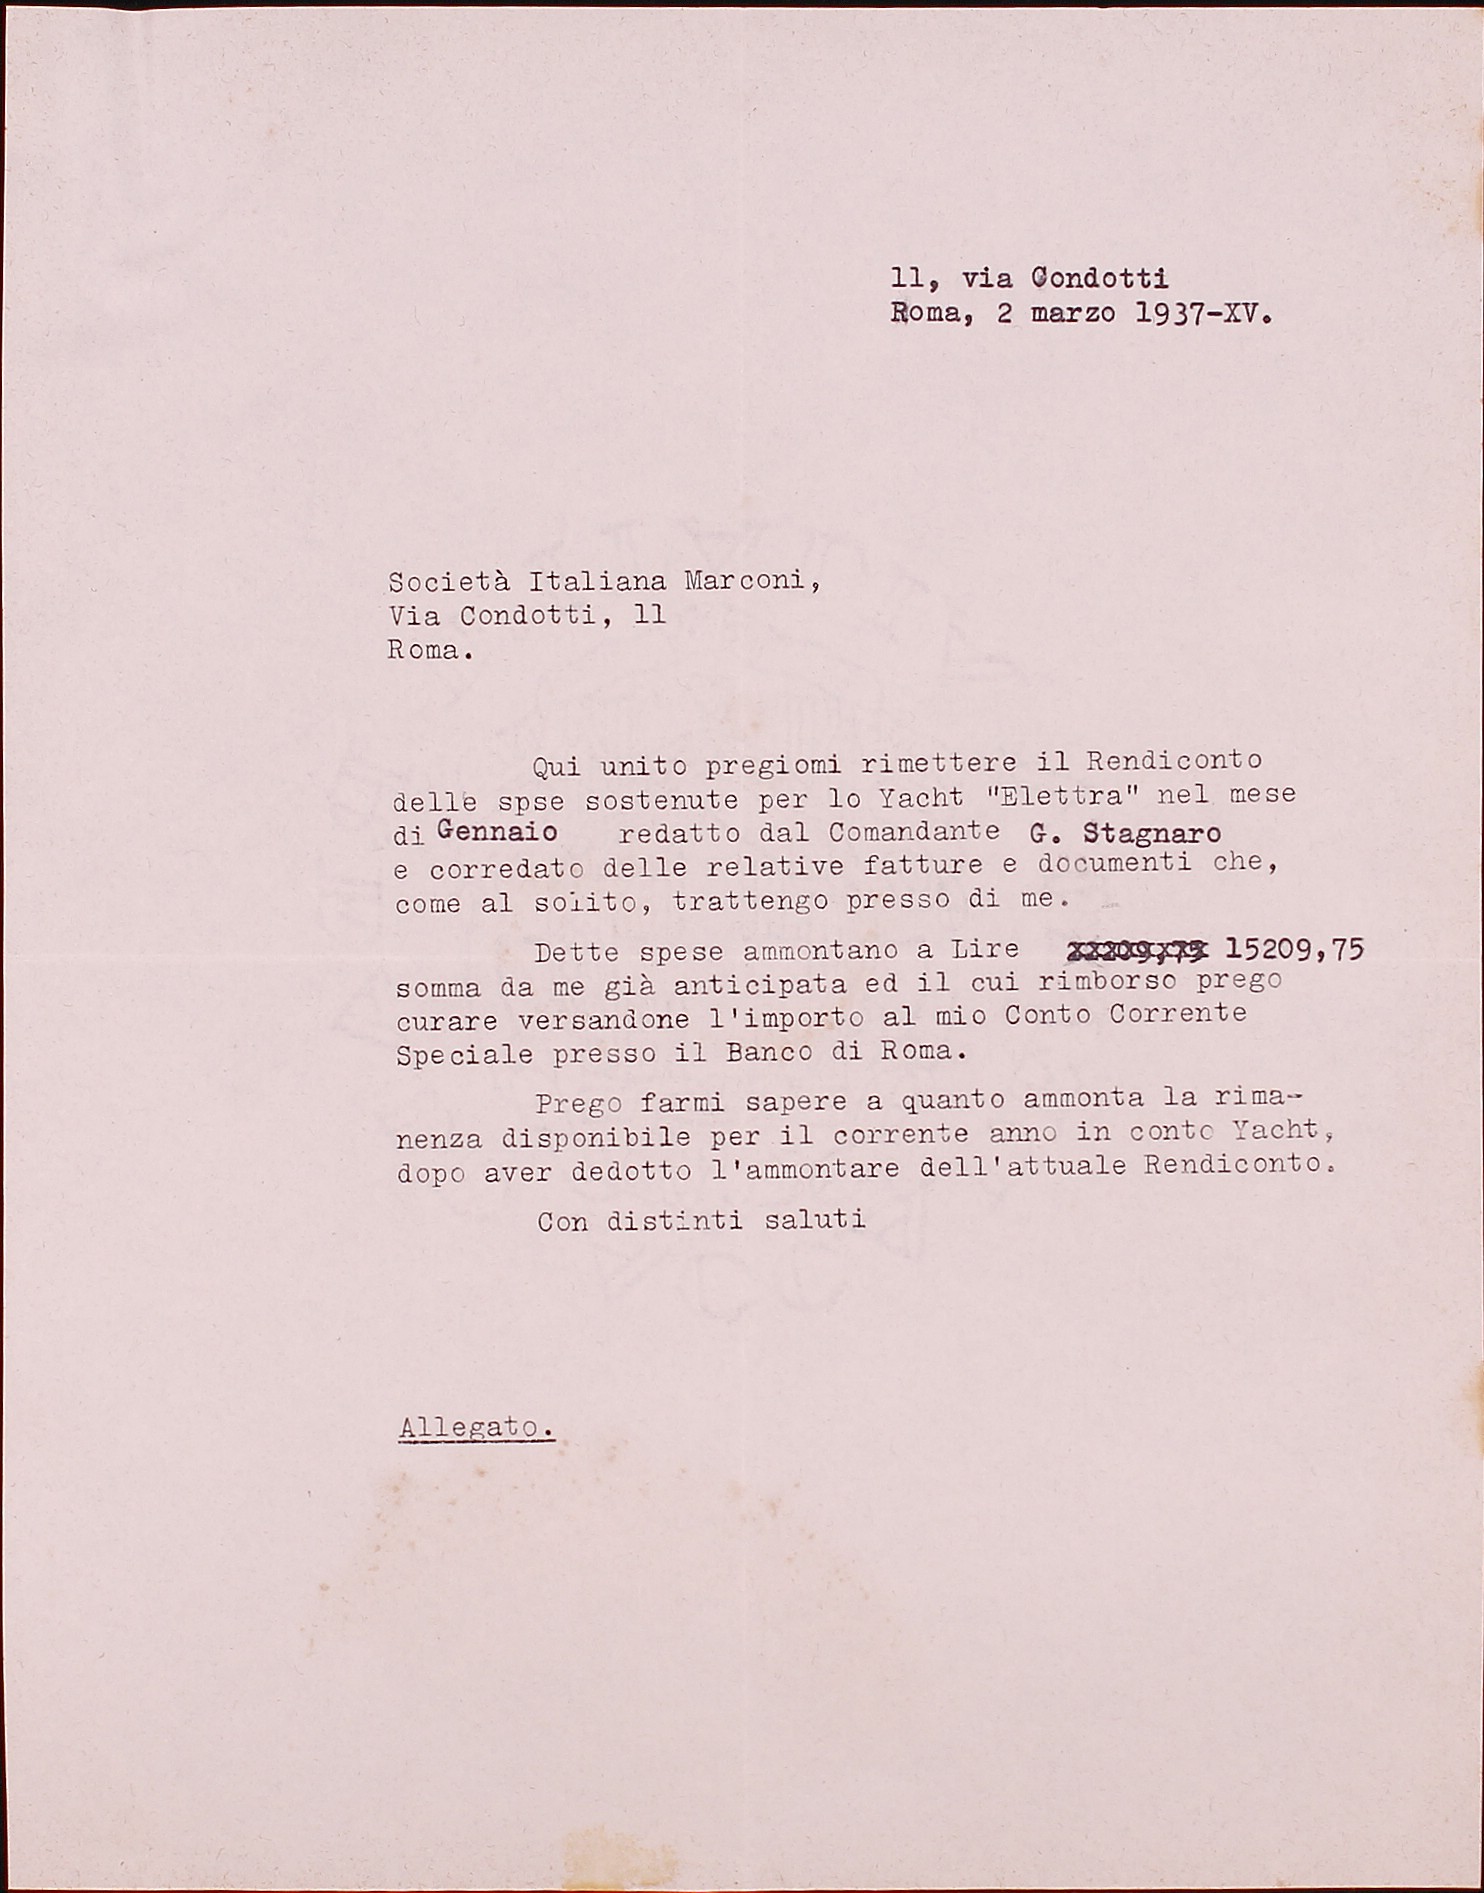 11, via Condotti
Roma, 2 marzo 1937-XV.
Società Italiana Marconi,
Via Condotti, 11
Roma.
Qui unito pregiomi rimettere il Rendiconto
delle spse sostenute per lo Yacht "Elettra" nel mese
di Gennaio redatto dal Comandante G. Stagnaro
e corredato delle relative fatture e documenti che,
come al solito, trattengo presso di me.
Dette spese ammontano a Lire 15209,75
somma da me già anticipata ed il cui rimborso prego
curare versandone l'importo al mio Conto Corrente
Speciale presso il Banco di Roma.
Prego farmi sapere a quanto ammonta la rima-
nenza disponibile per il corrente anno in conto Yacht,
dopo aver dedotto l'ammontare dell'attuale Rendiconto.
Con distinti saluti
Allegato.